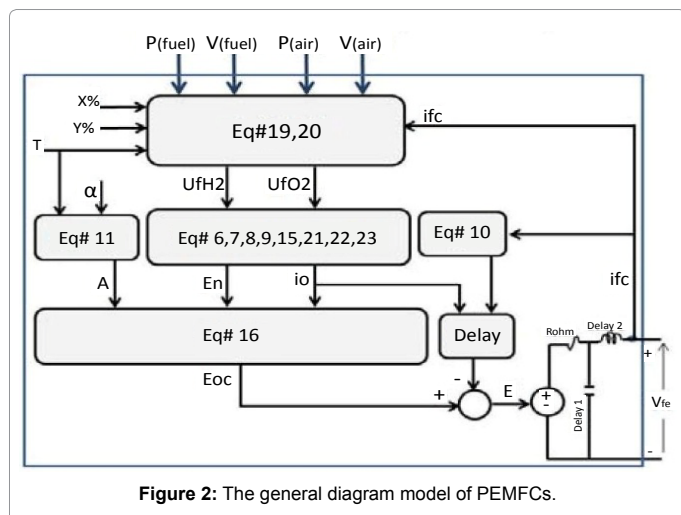 P(fuel) V(fuel) P(air) V(air)
X%
Y%
T
Eq#19,20
ifc
α
UfH2 UfO2
Eq# 11
Eq# 6,7,8,9,15,21,22,23
Eq# 10
A
En
io
ifc
Eq# 16
Delay
Rohm
Delay 2
Eoc
-
+
E
+
-
Delay 1
+
Vfe
-
Figure 2: The general diagram model of PEMFCs.